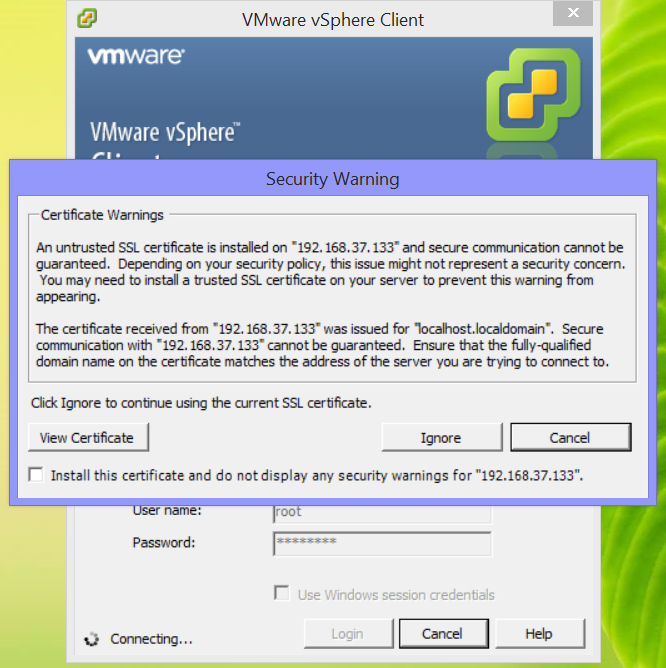 VMware vSphere Client
vmware®
VMware vSphere™
Client
Security Warning
Certificate Warnings
An untrusted SSL certificate is installed on "192.168.37.133" and secure communication cannot be
guaranteed. Depending on your security policy, this issue might not represent a security concern.
You may need to install a trusted SSL certificate on your server to prevent this warning from
appearing.
The certificate received from "192.168.37.133" was issued for "localhost.localdomain". Secure
communication with "192.168.37.133" cannot be guaranteed. Ensure that the fully-qualified
domain name on the certificate matches the address of the server you are trying to connect to.
Click Ignore to continue using the current SSL certificate.
View Certificate Ignore Cancel
Install this certificate and do not display any security warnings for "192.168.37.133".
User name: root
Password: ********
Use Windows session credentials
Connecting... Login Cancel Help